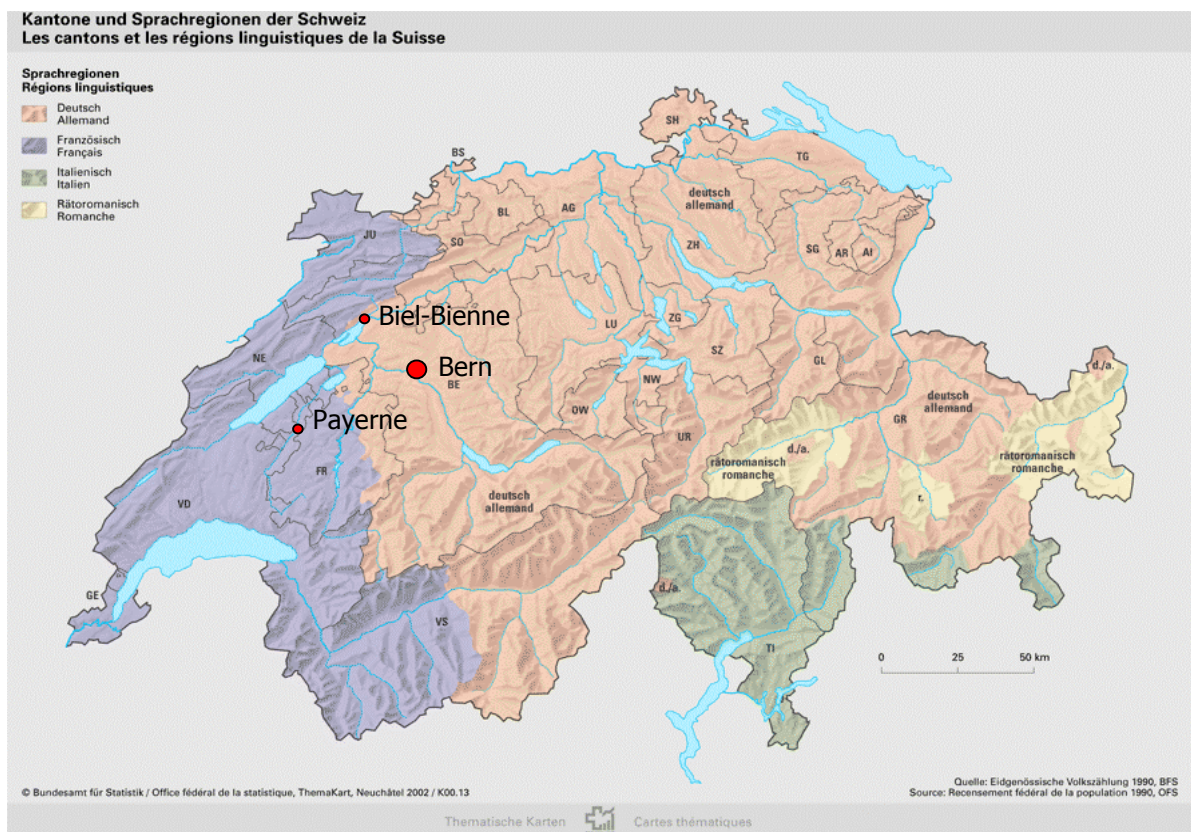 Kantone und Sprachregionen der Schweiz
Les cantons et les régions linguistiques de la Suisse
Sprachregionen
Régions linguistiques
Deutsch
Allemand
Französisch
Français
Italienisch
Italien
Rätoromanisch
Romanche
SH
BS
TG
BL
AG
deutsch
allemand
JU
SO
ZH
SG
AR
AI
Biel-Bienne
LU
ZG
SZ
NE
Bern
BE
GL
NW
OW
d./a.
deutsch
allemand
Payerne
GR
UR
d./a.
rätoromanisch
romanche
rätoromanisch
romanche
FR
VD
deutsch
allemand
r.
GE
d./a.
VS
TI
0 25 50 km
© Bundesamt für Statistik / Office fédéral de la statistique, ThemaKart, Neuchâtel 2002 / K00.13
Quelle: Eidgenössische Volkszählung 1990, BFS
Source: Recensement fédéral de la population 1990, OFS
Thematische Karten Cartes thématiques